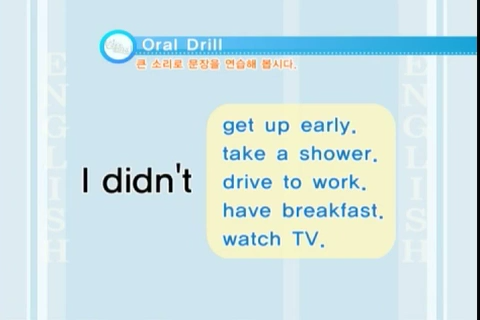 Oral Drill
큰 소리로 문장을 연습해 봅시다.
I didn't
get up early.
take a shower.
drive to work.
have breakfast.
watch TV.
ENGLISH
ENGLISH